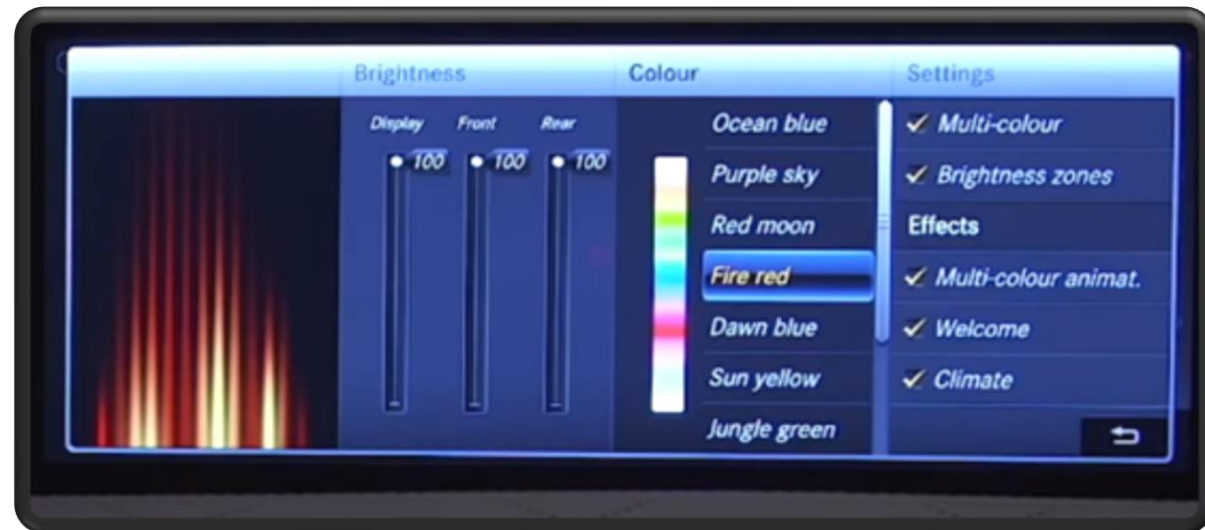 Brightness
Display Front Rear
100 100 100
Colour
Ocean blue
Purple sky
Red moon
Fire red
Dawn blue
Sun yellow
Jungle green
Settings
Multi-colour
Brightness zones
Effects
Multi-colour animat.
Welcome
Climate